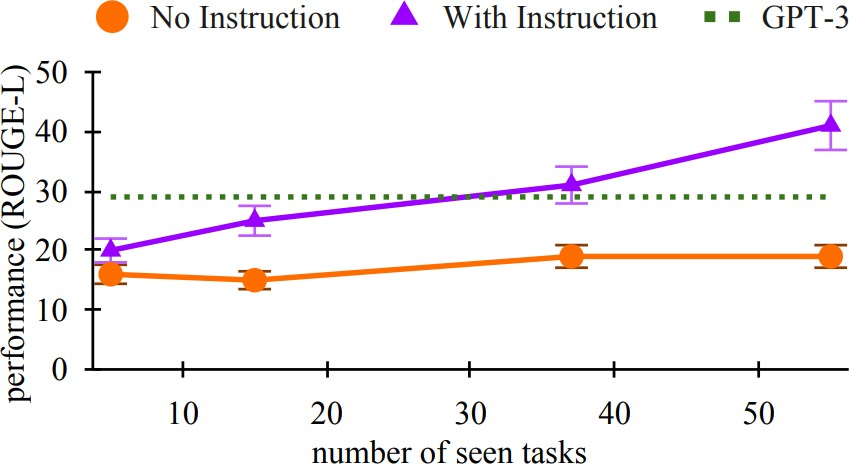 No Instruction With Instruction GPT-3
performance (ROUGE-L)
50
40
30
20
10
0
10 20 30 40 50
number of seen tasks